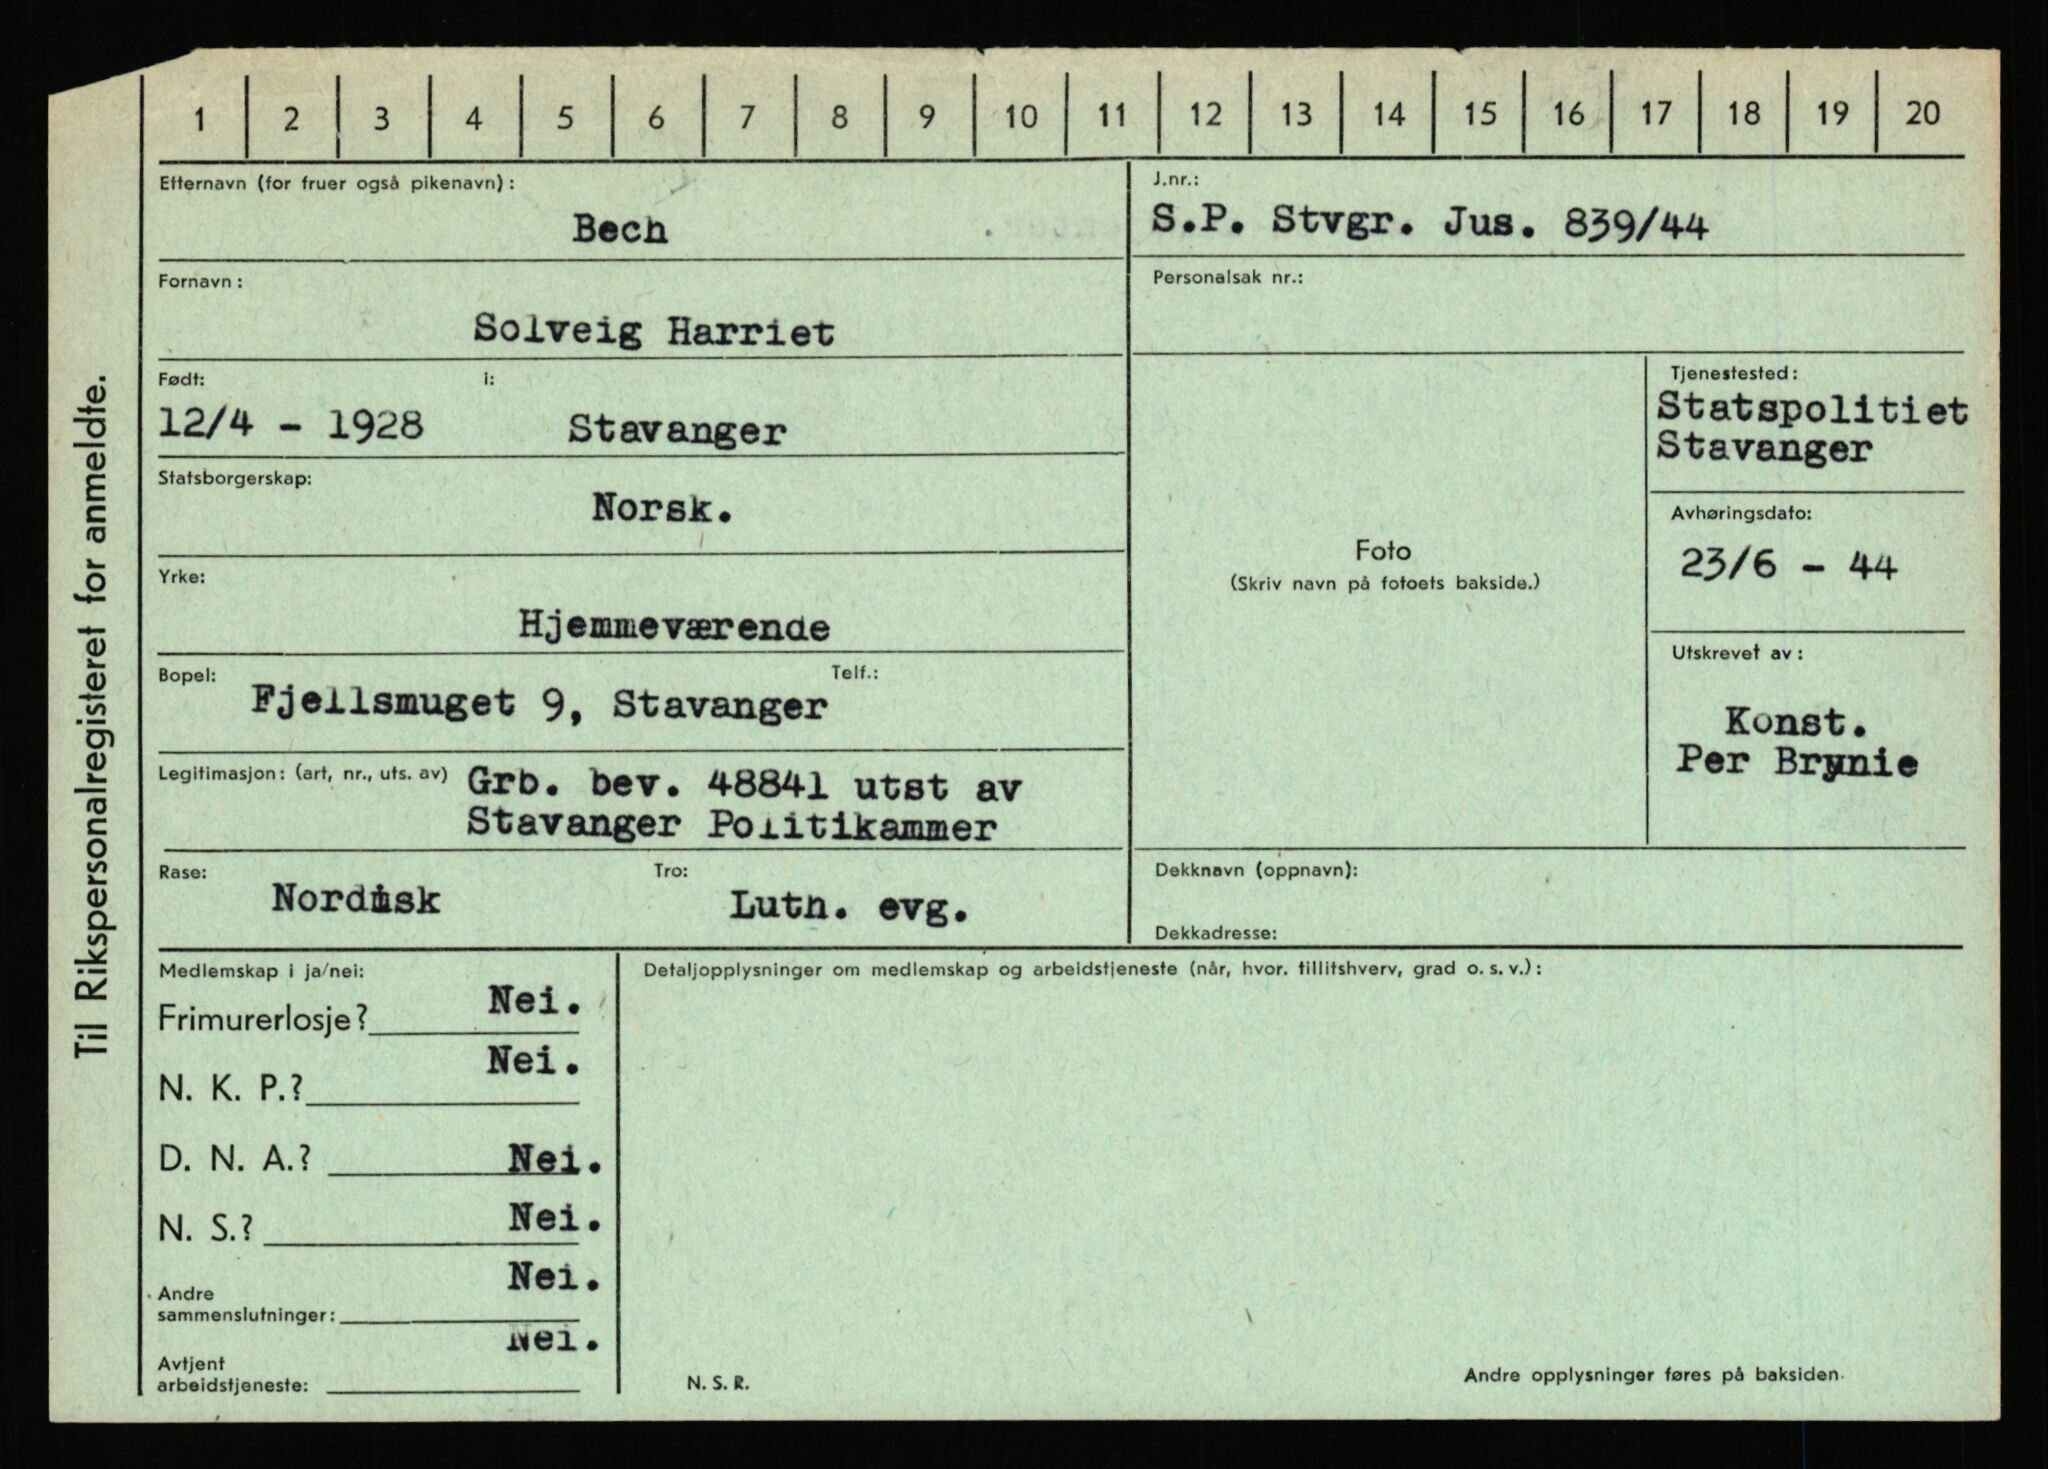 Til Rikspersonalregisteret for anmeldte.
1 2 3 4 5 6 7 8 9 10 11 12 13 14 15 16 17 18 19 20
Etternavn (for fruer også pikenavn):
Bech
J.nr.:
S.P. Stvgr. Jus. 839/44
Fornavn:
Solveig Harriet
Personalsak nr.:
Født: i:
12/4 - 1928 Stavanger
Tjenestested:
Statspolitiet
Stavanger
Statsborgerskap:
Norsk.
Avhøringsdato:
23/6 - 44
Foto
(Skriv navn på fotoets bakside.)
Yrke:
Hjemmeværende
Utskrevet av:
Konst.
Per Brynie
Bopel: Telf.:
Fjellsmuget 9, Stavanger
Legitimasjon: (art, nr., uts. av) Grb. bev. 48841 utst av
Stavanger Politikammer
Rase: Tro:
Nordisk Luth. evg.
Dekknavn (oppnavn):
Dekkadresse:
Medlemskap i ja/nei:
Frimurerlosje? Nei.
N. K. P.? Nei.
D. N. A.? Nei.
N. S.? Nei.
Andre
sammenslutninger: Nei.
Avtjent
arbeidstjeneste: Nei.
Detaljopplysninger om medlemskap og arbeidstjeneste (når, hvor, tillitshverv, grad o. s. v.):
N. S. R.
Andre opplysninger føres på baksiden.